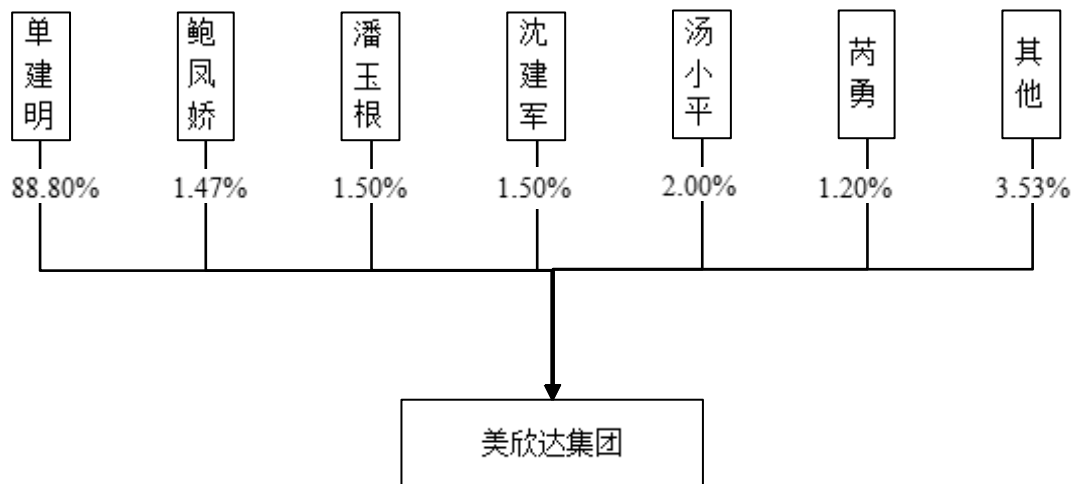 单建明
鲍凤娇
潘玉根
沈建军
汤小平
芮勇
其他
88.80%
1.47%
1.50%
1.50%
2.00%
1.20%
3.53%
美欣达集团